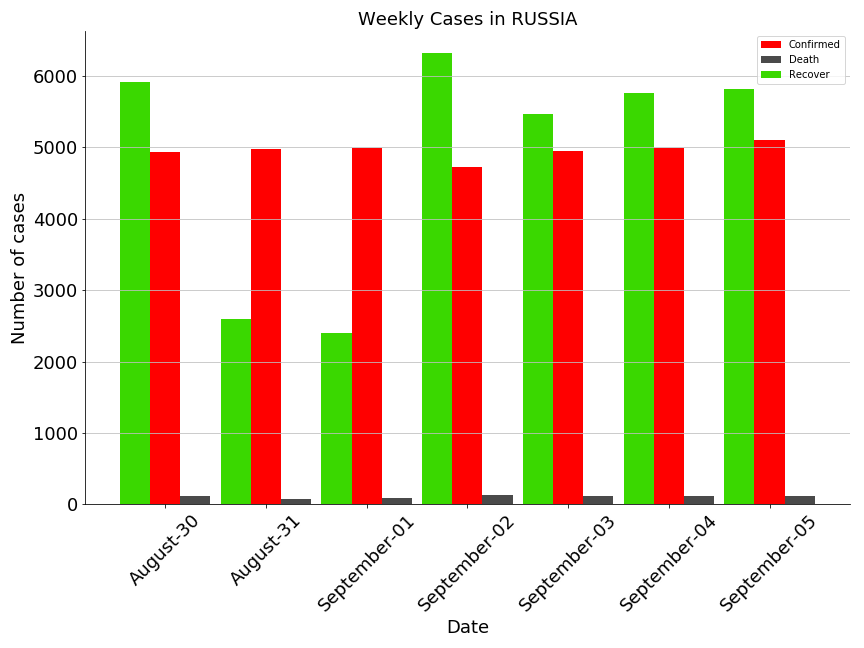 Weekly Cases in RUSSIA
Confirmed
Death
Recover
Number of cases
6000
5000
4000
3000
2000
1000
0
August-30
August-31
September-01
September-02
September-03
September-04
September-05
Date